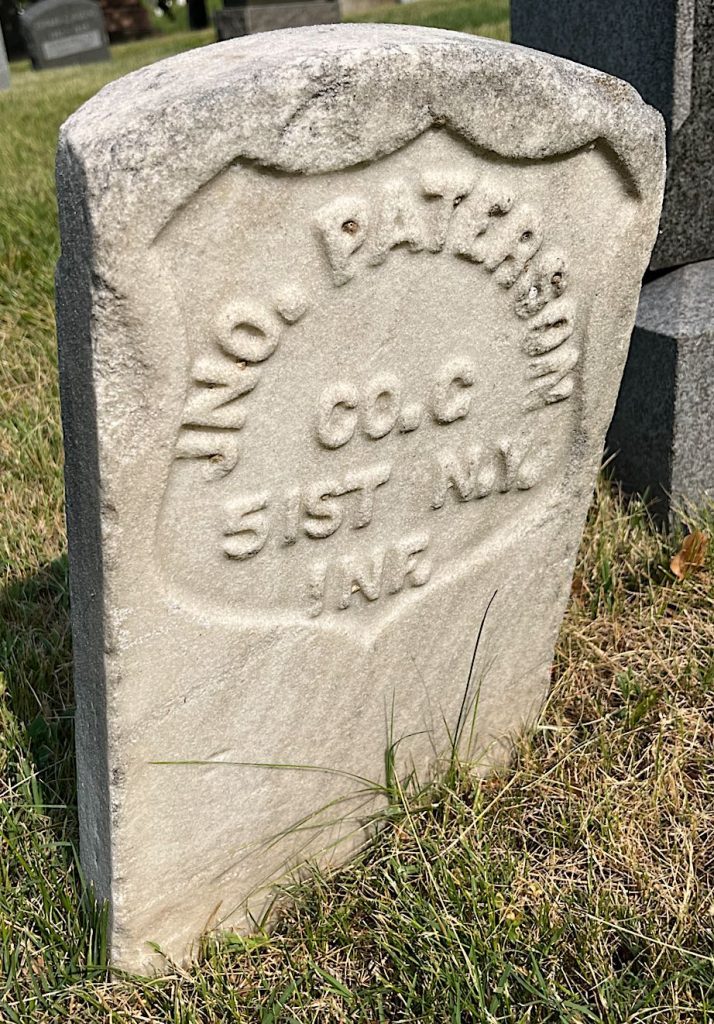 JNO. PATERSON
CO. C
51ST N.Y.
INF.